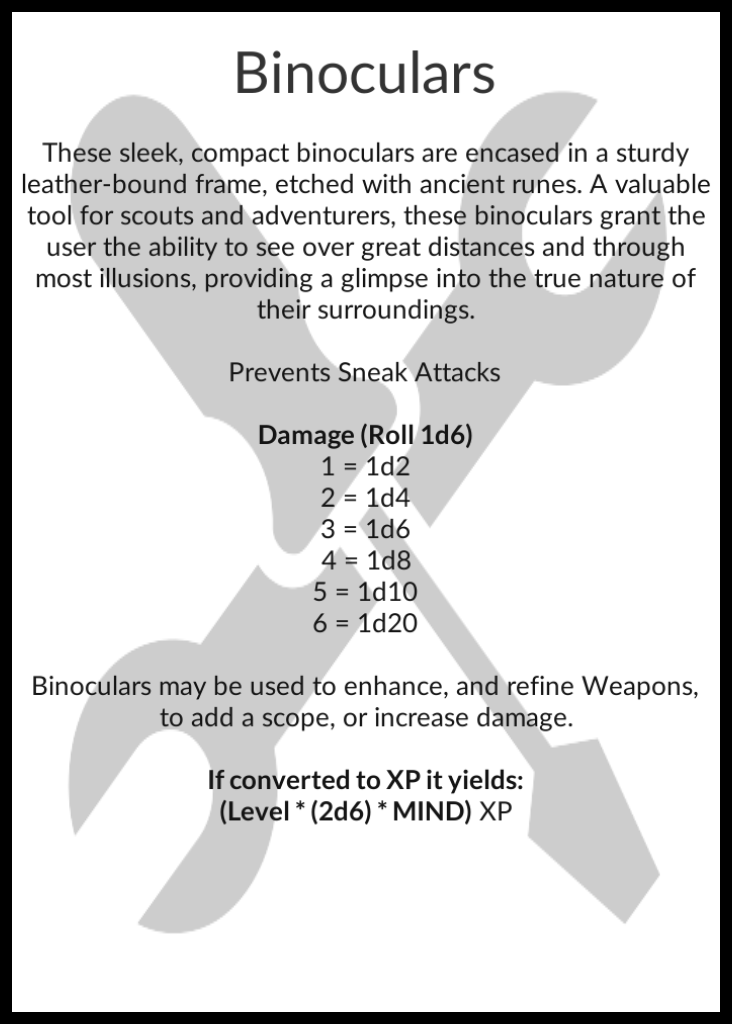 Binoculars
These sleek, compact binoculars are encased in a sturdy
leather-bound frame, etched with ancient runes. A valuable
tool for scouts and adventurers, these binoculars grant the
user the ability to see over great distances and through
most illusions, providing a glimpse into the true nature of
their surroundings.
Prevents Sneak Attacks
Damage (Roll 1d6)
1 = 1d2
2 = 1d4
3 = 1d6
4 = 1d8
5 = 1d10
6 = 1d20
Binoculars may be used to enhance, and refine Weapons,
to add a scope, or increase damage.
If converted to XP it yields:
(Level * (2d6) * MIND) XP